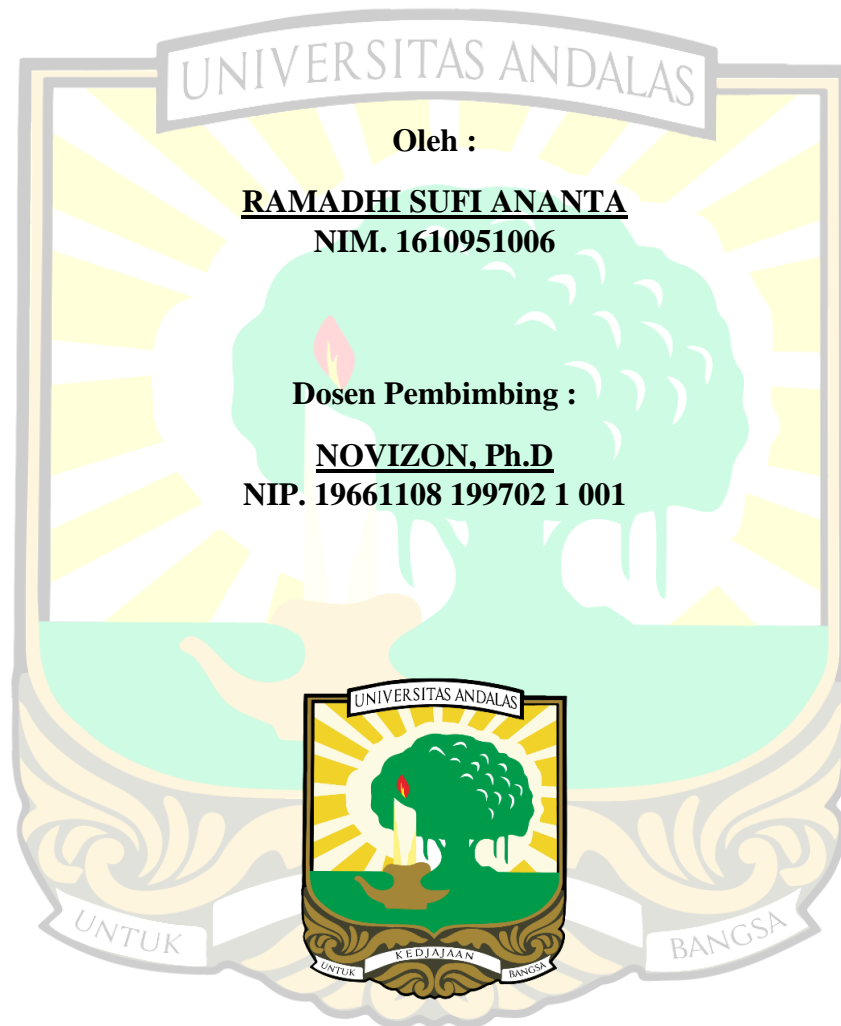 UNIVERSITAS ANDALAS
Oleh :
RAMADHI SUFI ANANTA
NIM. 1610951006
Dosen Pembimbing :
NOVIZON, Ph.D
NIP. 19661108 199702 1 001
UNIVERSITAS ANDALAS
UNTUK KEDJAJAAN BANGSA
UNTUK BANGSA